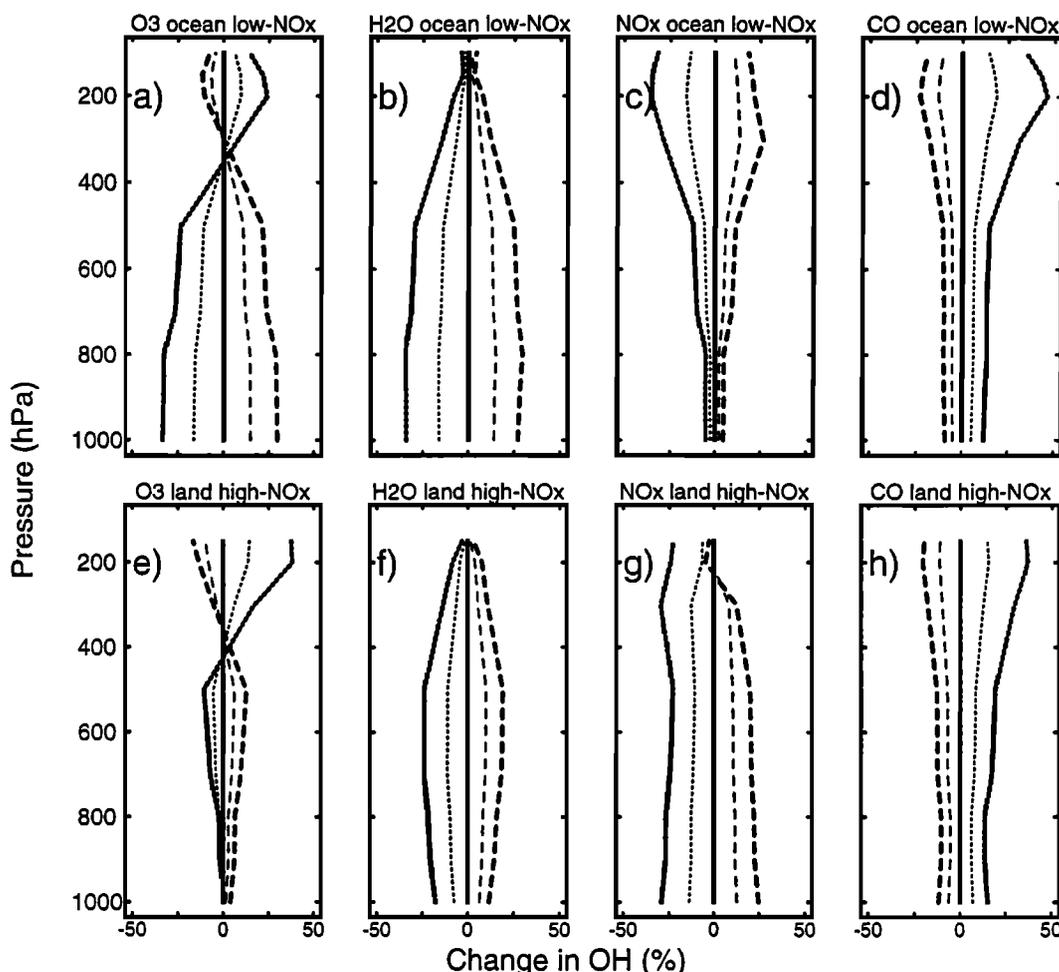 O3 ocean low-NOx
H2O ocean low-NOx
NOx ocean low-NOx
CO ocean low-NOx
a)
b)
c)
d)
200
400
600
800
1000
Pressure (hPa)
O3 land high-NOx
H2O land high-NOx
NOx land high-NOx
CO land high-NOx
e)
f)
g)
h)
200
400
600
800
1000
-50 0 50 -50 0 50 -50 0 50 -50 0 50
Change in OH (%)